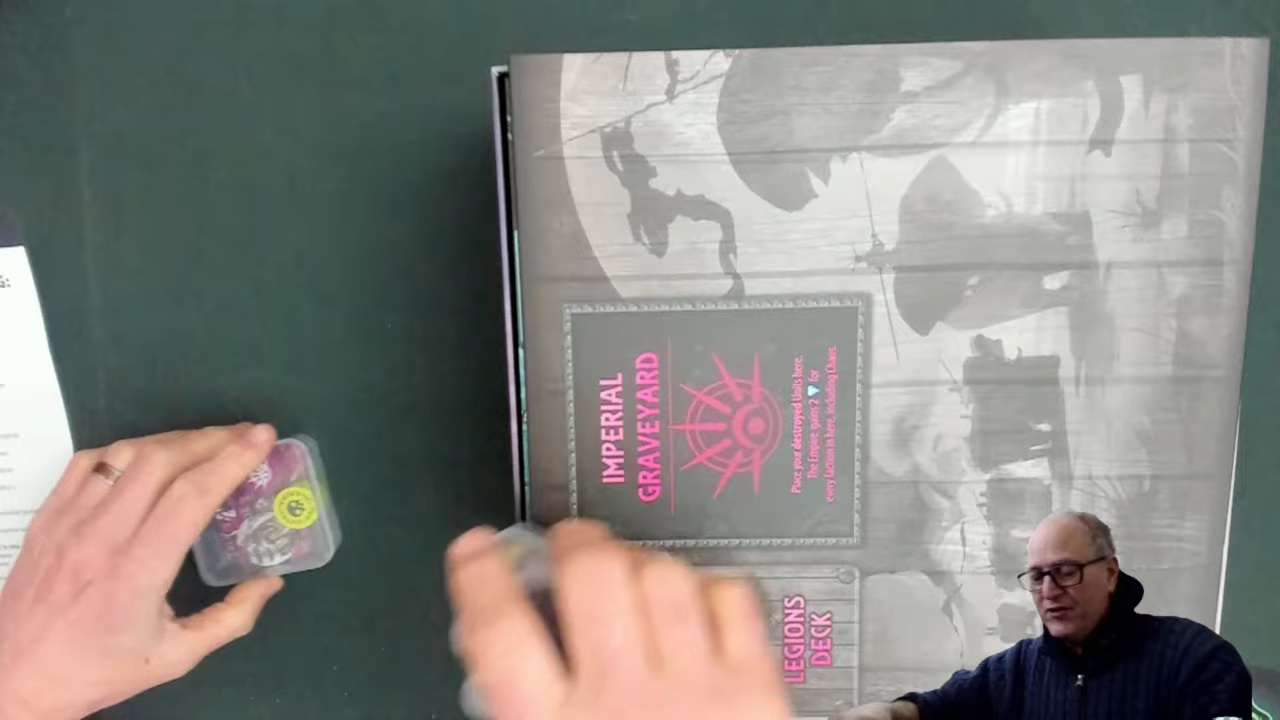 IMPERIAL
GRAVEYARD
Place your destroyed Units here.
The Empire gains 2 💎 for
every Faction in here, including Chaos.
LEGIONS
DECK